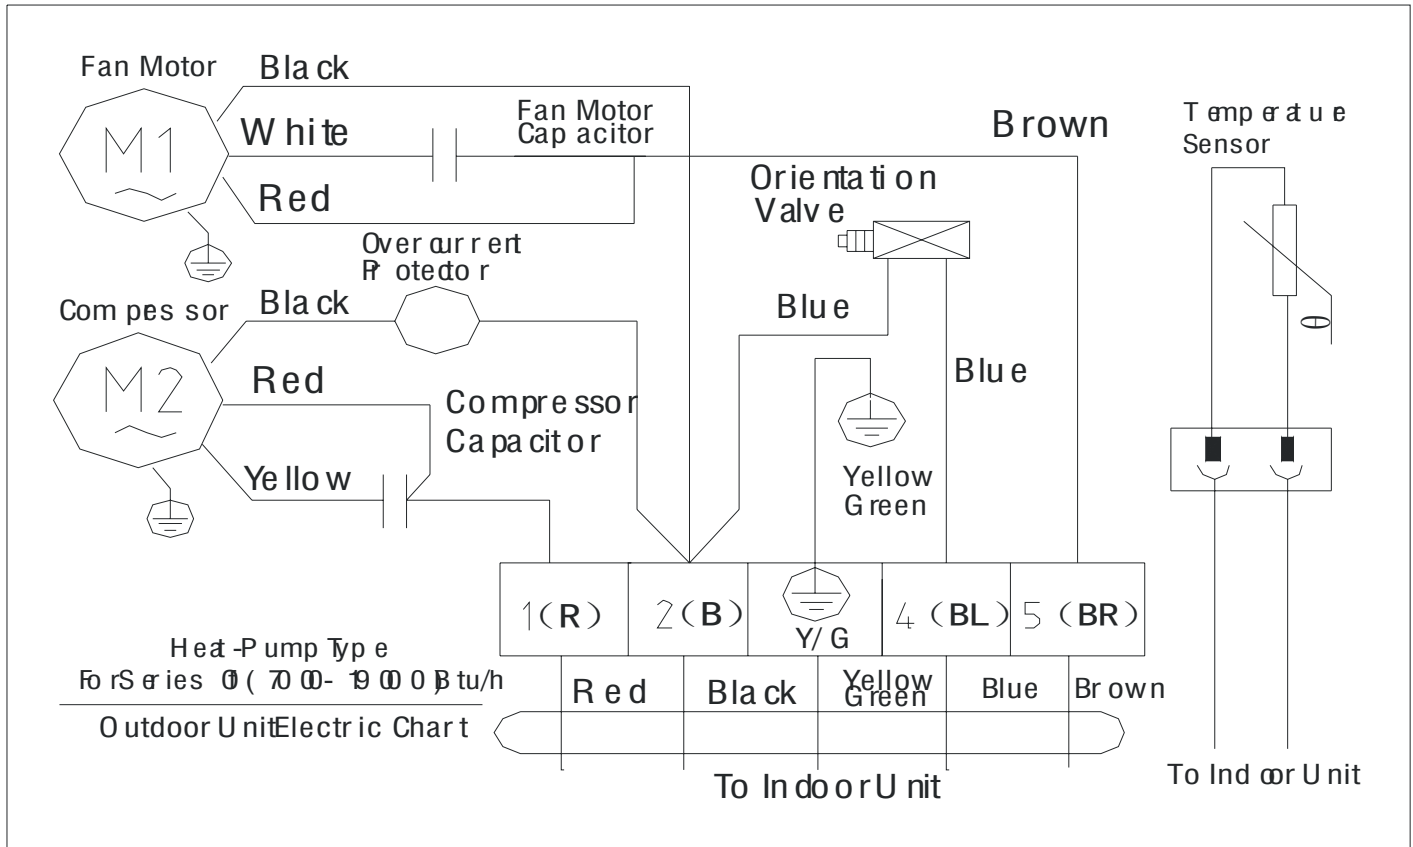 Fan Motor
Black
White
Red
Fan Motor
Capacitor
Brown
Temperature
Sensor
Orientation
Valve
Overcurrent
Protector
Compressor
Black
Red
Yellow
Compressor
Capacitor
Blue
Blue
Yellow
Green
θ
M1
M2
1(R)
2(B)
Y/G
4 (BL)
5 (BR)
Heat-Pump Type
For Series 01( 7000-19000) Btu/h
Outdoor Unit Electric Chart
Red
Black
Yellow
Green
Blue
Brown
To Indoor Unit
To Indoor Unit